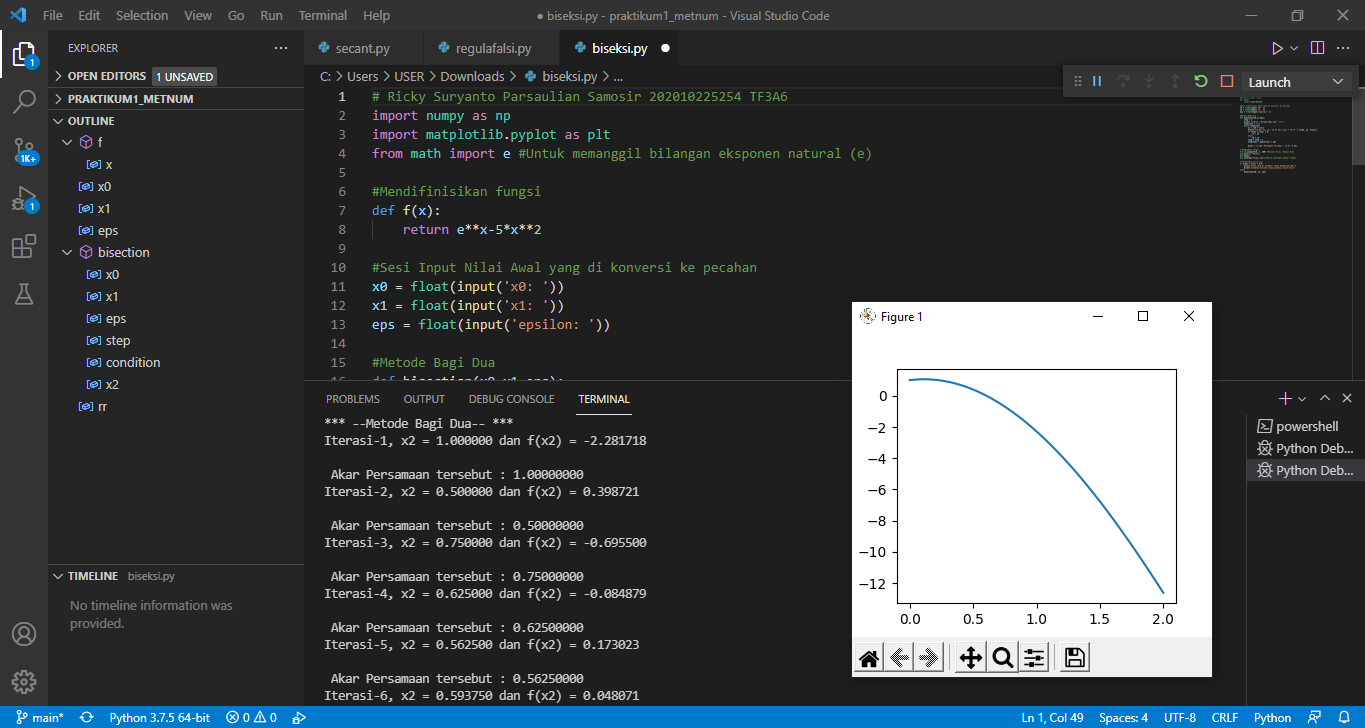 File Edit Selection View Go Run Terminal Help
● biseksi.py - praktikum1_metnum - Visual Studio Code
EXPLORER
OPEN EDITORS 1 UNSAVED
PRAKTIKUM1_METNUM
OUTLINE
f
x
x0
x1
eps
bisection
x0
x1
eps
step
condition
x2
rr
TIMELINE biseksi.py
No timeline information was
provided.
1
1K+
1
secant.py regulafalsi.py biseksi.py
C: > Users > USER > Downloads > biseksi.py > ...
Launch
1 # Ricky Suryanto Parsaulian Samosir 202010225254 TF3A6
2 import numpy as np
3 import matplotlib.pyplot as plt
4 from math import e #Untuk memanggil bilangan eksponen natural (e)
5
6 #Mendifinisikan fungsi
7 def f(x):
8 return e**x-5*x**2
9
10 #Sesi Input Nilai Awal yang di konversi ke pecahan
11 x0 = float(input('x0: '))
12 x1 = float(input('x1: '))
13 eps = float(input('epsilon: '))
14
15 #Metode Bagi Dua
16 def bisection(x0,x1,eps):
PROBLEMS OUTPUT DEBUG CONSOLE TERMINAL
*** --Metode Bagi Dua-- ***
Iterasi-1, x2 = 1.000000 dan f(x2) = -2.281718
Akar Persamaan tersebut : 1.00000000
Iterasi-2, x2 = 0.500000 dan f(x2) = 0.398721
Akar Persamaan tersebut : 0.50000000
Iterasi-3, x2 = 0.750000 dan f(x2) = -0.695500
Akar Persamaan tersebut : 0.75000000
Iterasi-4, x2 = 0.625000 dan f(x2) = -0.084879
Akar Persamaan tersebut : 0.62500000
Iterasi-5, x2 = 0.562500 dan f(x2) = 0.173023
Akar Persamaan tersebut : 0.56250000
Iterasi-6, x2 = 0.593750 dan f(x2) = 0.048071
powershell
Python Deb...
Python Deb...
Figure 1
0
−2
−4
−6
−8
−10
−12
0.0 0.5 1.0 1.5 2.0
main* Python 3.7.5 64-bit 0 0
Ln 1, Col 49 Spaces: 4 UTF-8 CRLF Python